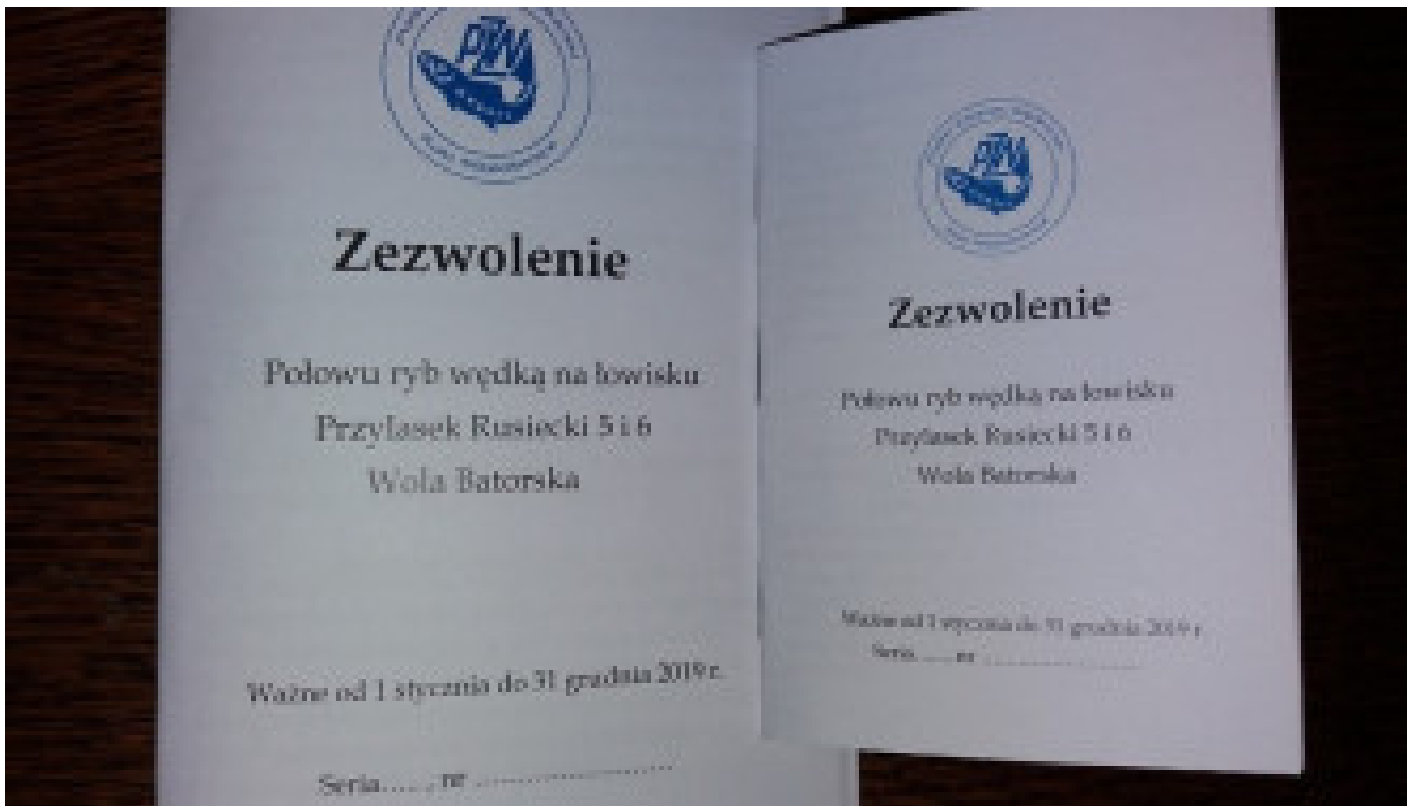 PZW
Zezwolenie
Połowu ryb wędką na łowisku
Przylasek Rusiecki 5 i 6
Wola Batorska
Ważne od 1 stycznia do 31 grudnia 2019 r.
Seria...... nr ............................
PZW
Zezwolenie
Połowu ryb wędką na łowisku
Przylasek Rusiecki 5 i 6
Wola Batorska
Ważne od 1 stycznia do 31 grudnia 2019 r
Seria...... nr ............................